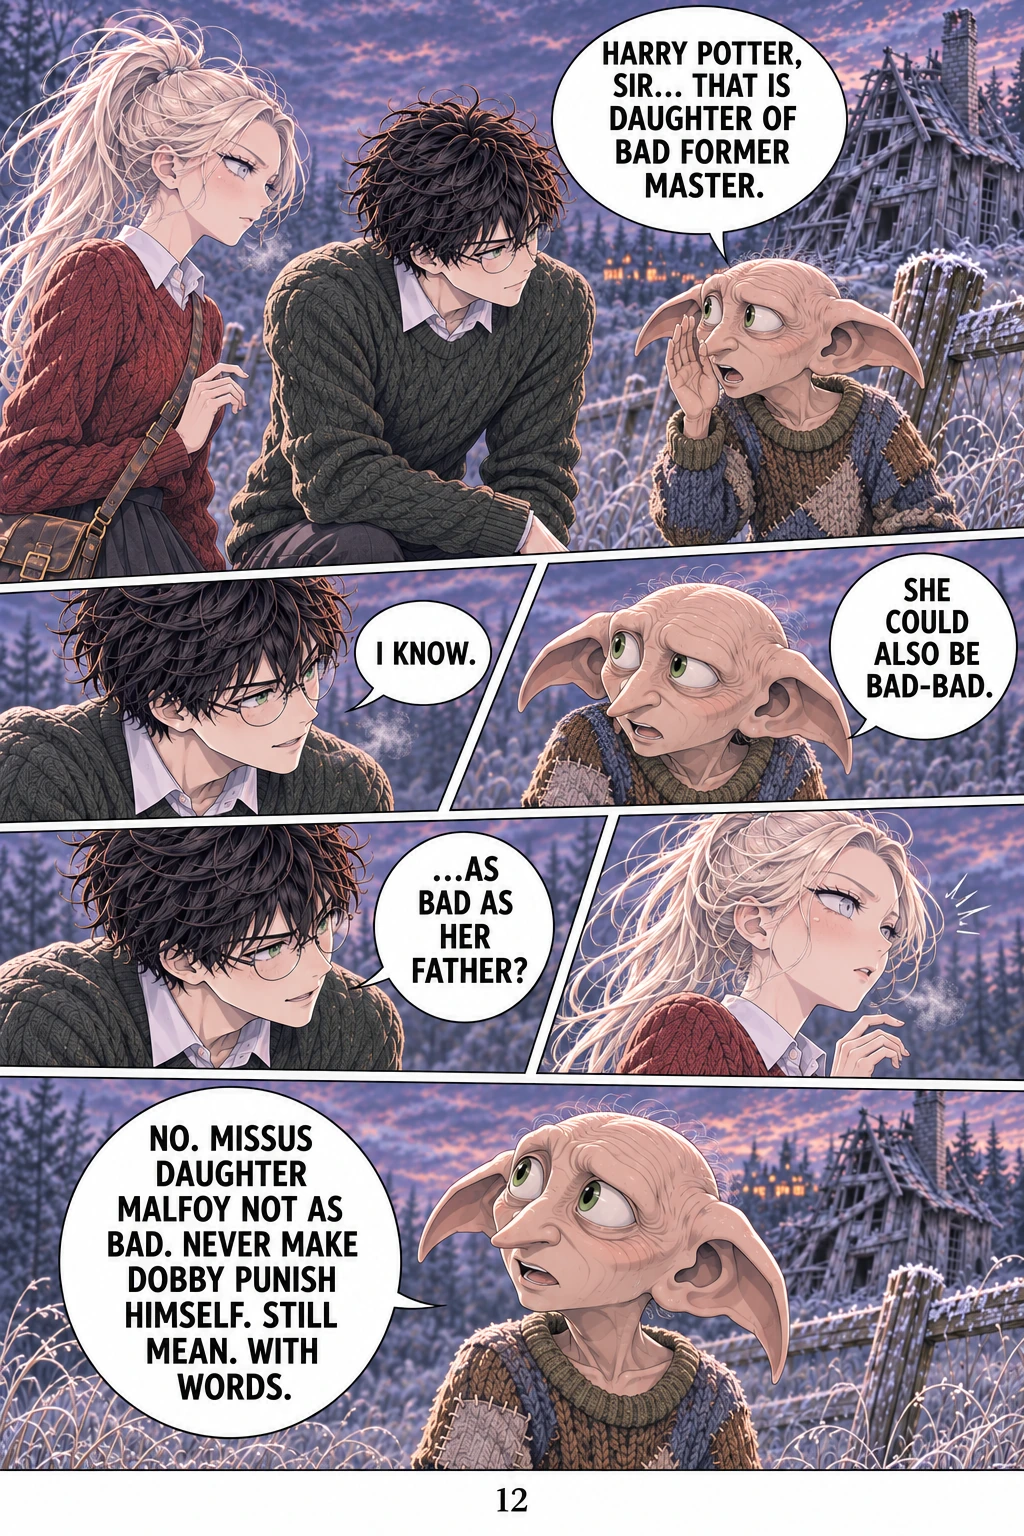 HARRY POTTER,
SIR... THAT IS
DAUGHTER OF
BAD FORMER
MASTER.
I KNOW.
SHE
COULD
ALSO BE
BAD-BAD.
...AS
BAD AS
HER
FATHER?
NO. MISSUS
DAUGHTER
MALFOY NOT AS
BAD. NEVER MAKE
DOBBY PUNISH
HIMSELF. STILL
MEAN. WITH
WORDS.
12